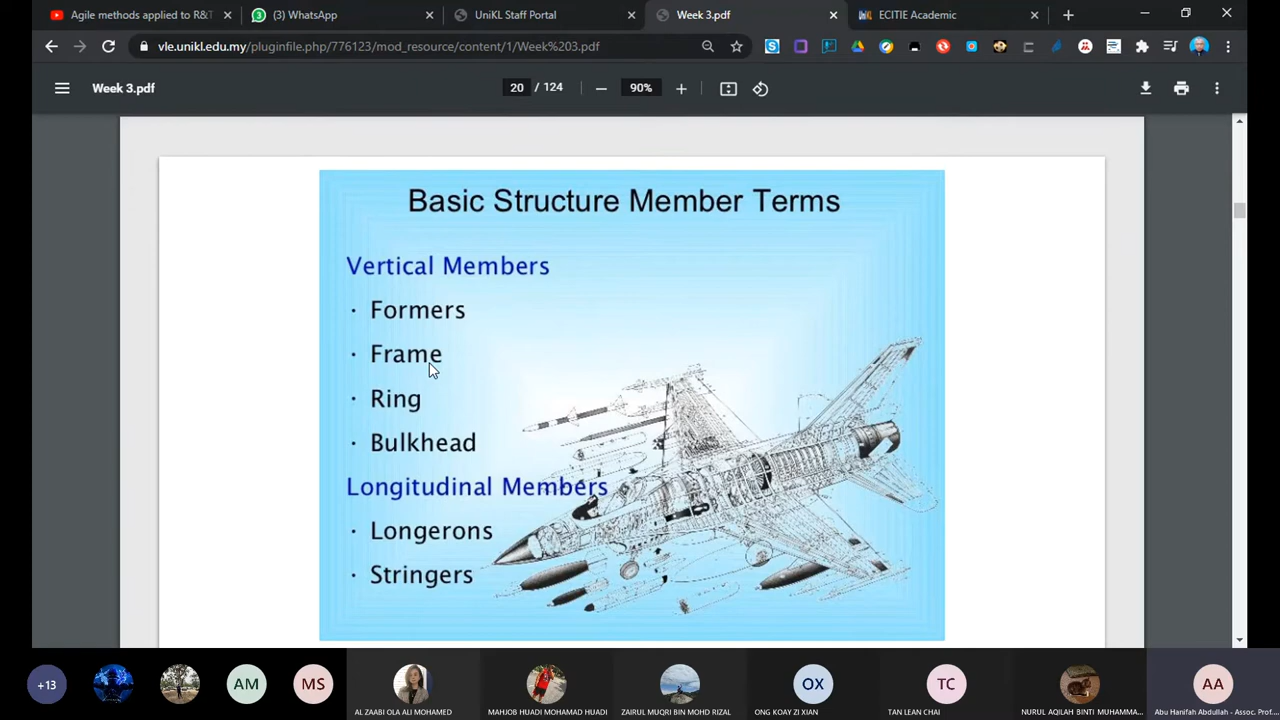 Agile methods applied to R&T
(3) WhatsApp
UniKL Staff Portal
Week 3.pdf
ECITIE Academic
vle.unikl.edu.my/pluginfile.php/776123/mod_resource/content/1/Week%203.pdf
Week 3.pdf
20 / 124
90%
Basic Structure Member Terms
Vertical Members
· Formers
· Frame
· Ring
· Bulkhead
Longitudinal Members
· Longerons
· Stringers
+13
AM
MS
OX
TC
AA
AL ZAABI OLA ALI MOHAMED
MAHJOB HUADI MOHAMAD HUADI
ZAIRUL MUQRI BIN MOHD RIZAL
ONG KOAY ZI XIAN
TAN LEAN CHAI
NURUL AQILAH BINTI MUHAMMA...
Abu Hanifah Abdullah - Assoc. Prof...